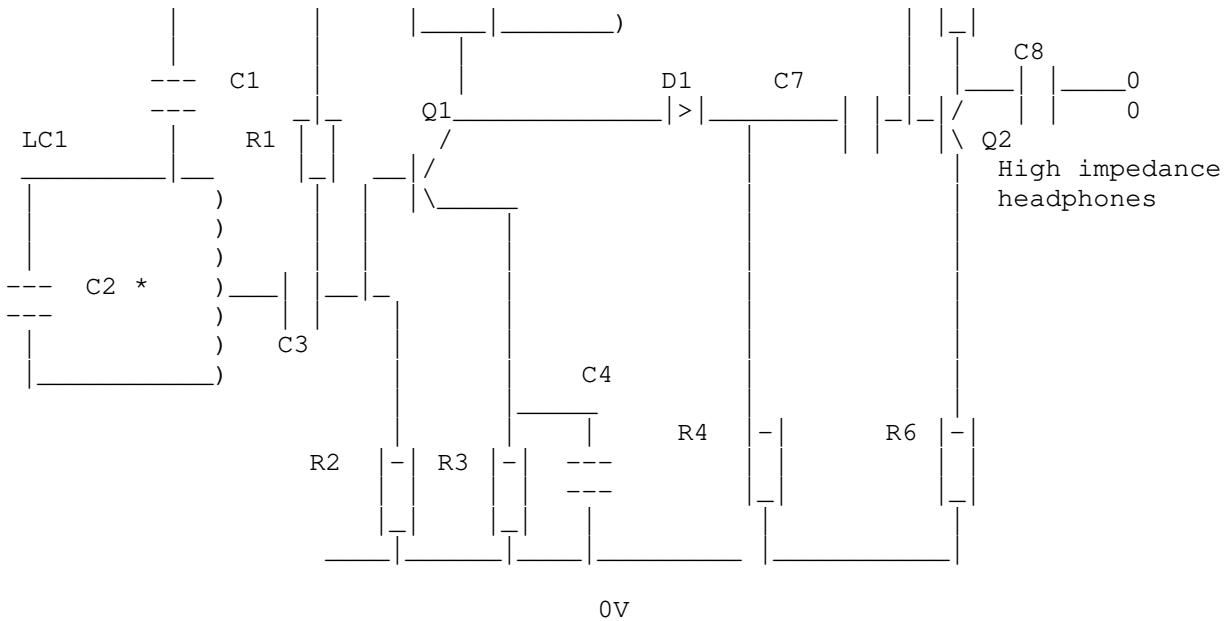 C8
C1 D1 C7 0
Q1 0
LC1 R1 Q2
High impedance
headphones
C2 *
C3
C4
R4 R6
R2 R3
0V